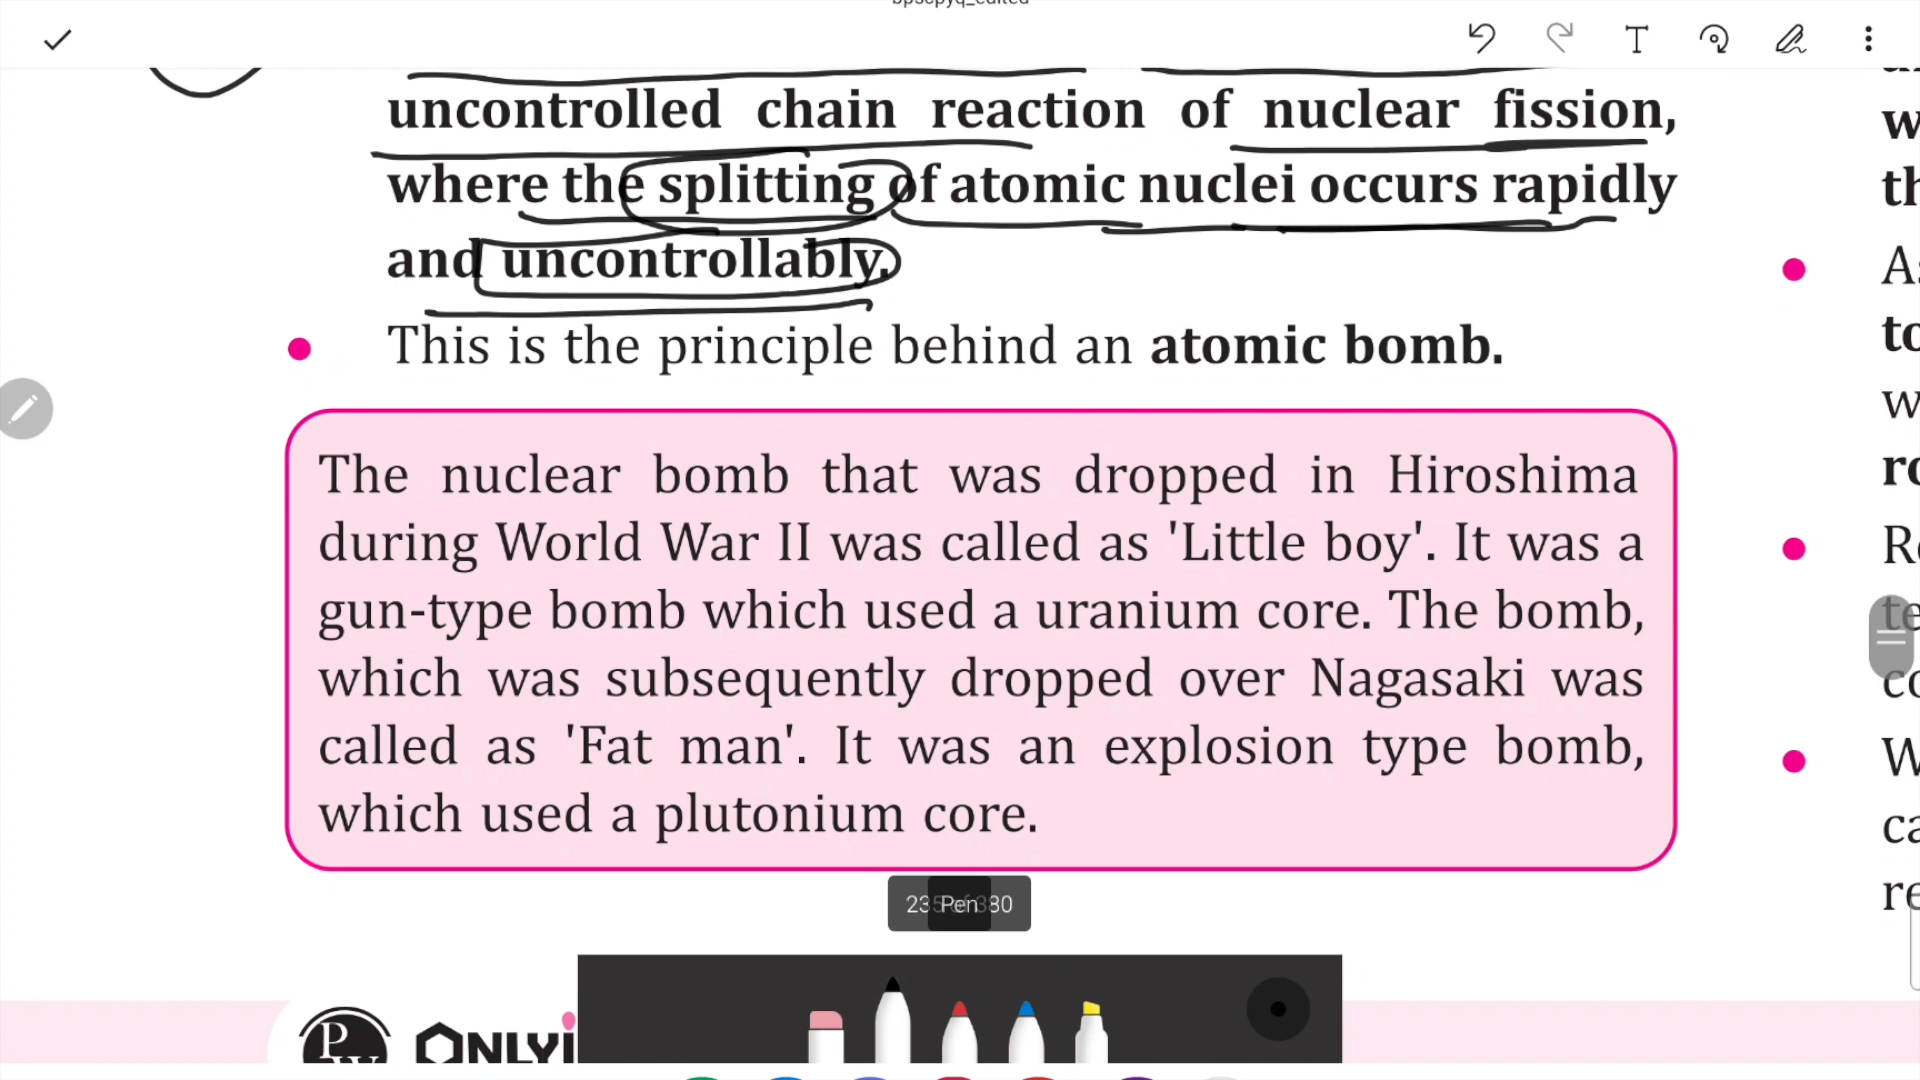 uncontrolled chain reaction of nuclear fission,
where the splitting of atomic nuclei occurs rapidly
and uncontrollably.
This is the principle behind an atomic bomb.
The nuclear bomb that was dropped in Hiroshima
during World War II was called as 'Little boy'. It was a
gun-type bomb which used a uranium core. The bomb,
which was subsequently dropped over Nagasaki was
called as 'Fat man'. It was an explosion type bomb,
which used a plutonium core.
Pen
PW ONLYi